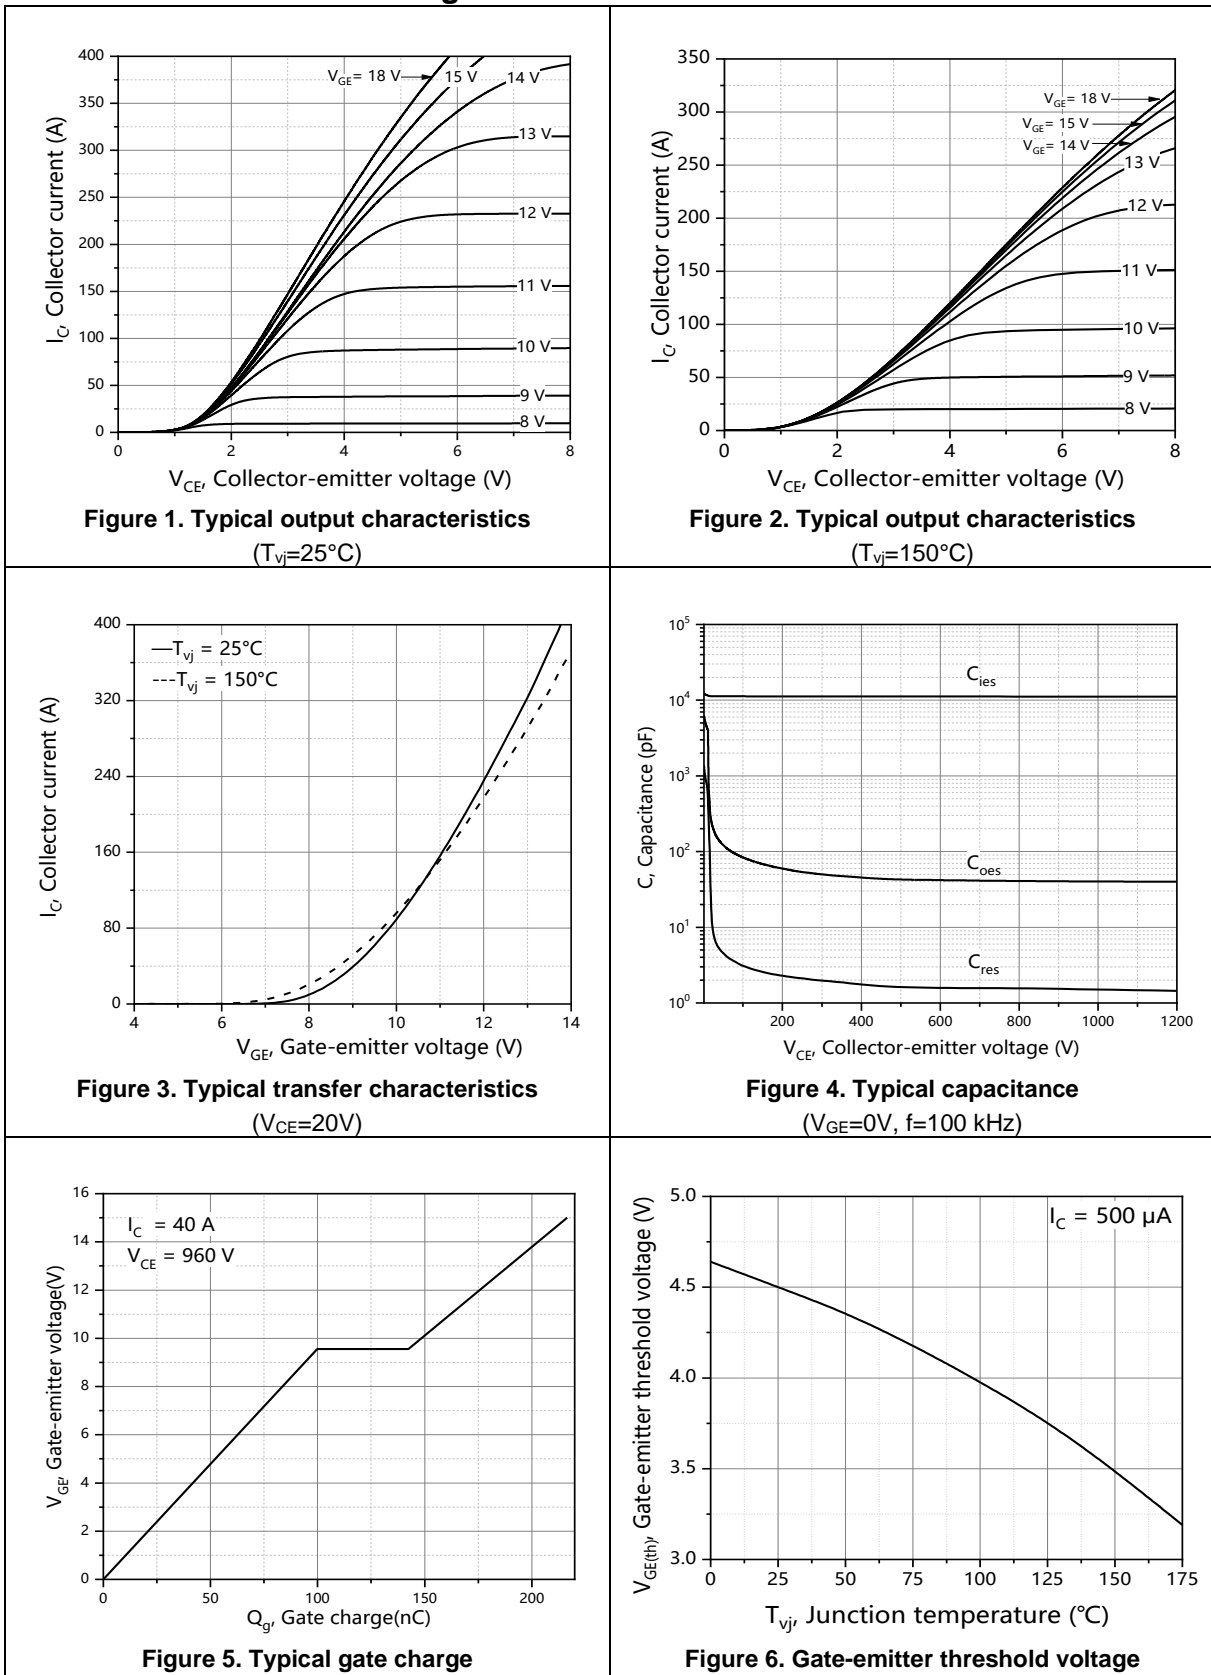 400
350
300
250
200
150
100
50
0
0 2 4 6 8
V_GE= 18 V
15 V
14 V
13 V
12 V
11 V
10 V
9 V
8 V
I_C, Collector current (A)
V_CE, Collector-emitter voltage (V)
Figure 1. Typical output characteristics
(T_vj=25°C)
350
300
250
200
150
100
50
0
0 2 4 6 8
V_GE= 18 V
V_GE= 15 V
V_GE= 14 V
13 V
12 V
11 V
10 V
9 V
8 V
I_C, Collector current (A)
V_CE, Collector-emitter voltage (V)
Figure 2. Typical output characteristics
(T_vj=150°C)
400
320
240
160
80
0
4 6 8 10 12 14
—T_vj = 25°C
---T_vj = 150°C
I_C, Collector current (A)
V_GE, Gate-emitter voltage (V)
Figure 3. Typical transfer characteristics
(V_CE=20V)
10^5
10^4
10^3
10^2
10^1
10^0
200 400 600 800 1000 1200
C_ies
C_oes
C_res
C, Capacitance (pF)
V_CE, Collector-emitter voltage (V)
Figure 4. Typical capacitance
(V_GE=0V, f=100 kHz)
16
14
12
10
8
6
4
2
0
0 50 100 150 200
I_C = 40 A
V_CE = 960 V
V_GE, Gate-emitter voltage(V)
Q_g, Gate charge(nC)
Figure 5. Typical gate charge
5.0
4.5
4.0
3.5
3.0
0 25 50 75 100 125 150 175
I_C = 500 μA
V_GE(th), Gate-emitter threshold voltage (V)
T_vj, Junction temperature (°C)
Figure 6. Gate-emitter threshold voltage